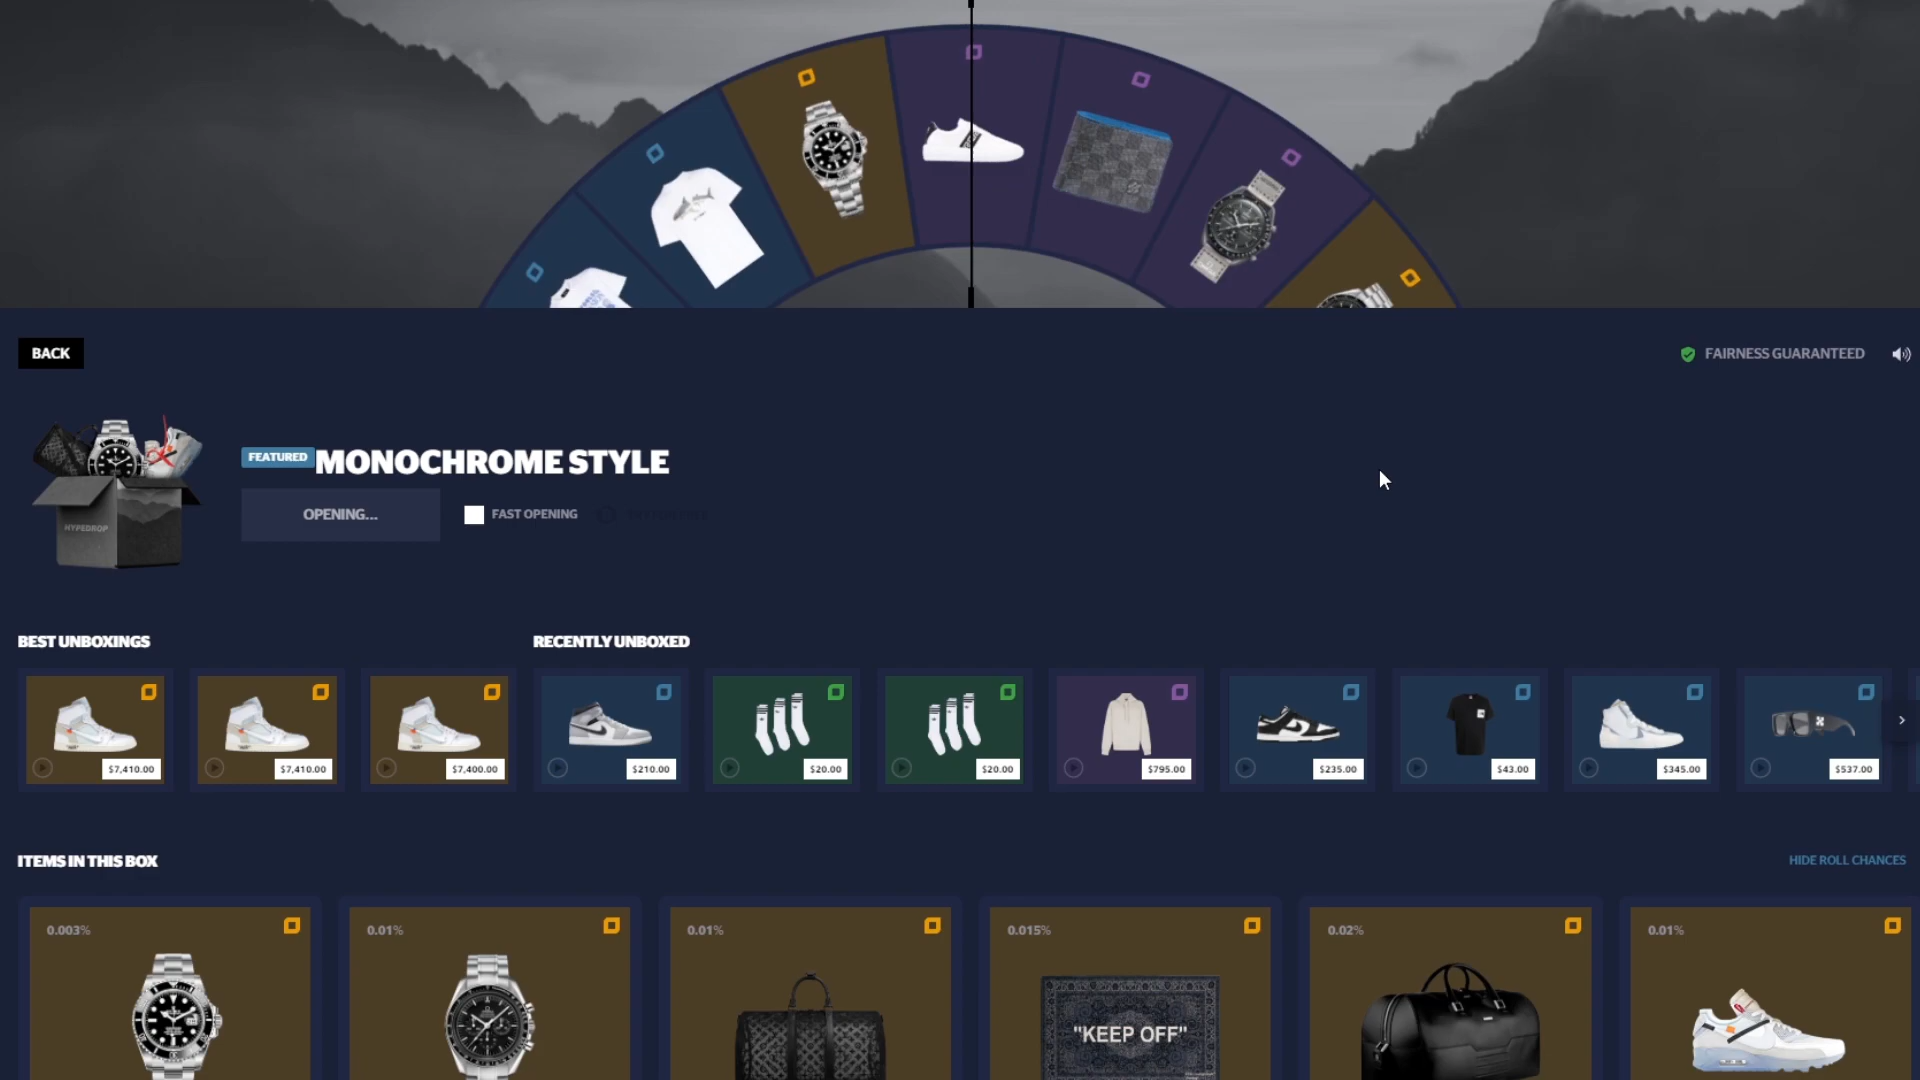 BACK
FAIRNESS GUARANTEED
HYPEDROP
FEATURED
MONOCHROME STYLE
OPENING...
FAST OPENING
BEST UNBOXINGS
RECENTLY UNBOXED
$7,410.00
$7,410.00
$7,400.00
$210.00
$20.00
$20.00
$795.00
$235.00
$43.00
$345.00
$537.00
ITEMS IN THIS BOX
HIDE ROLL CHANCES
0.003%
0.01%
0.01%
0.015%
0.02%
0.01%
"KEEP OFF"